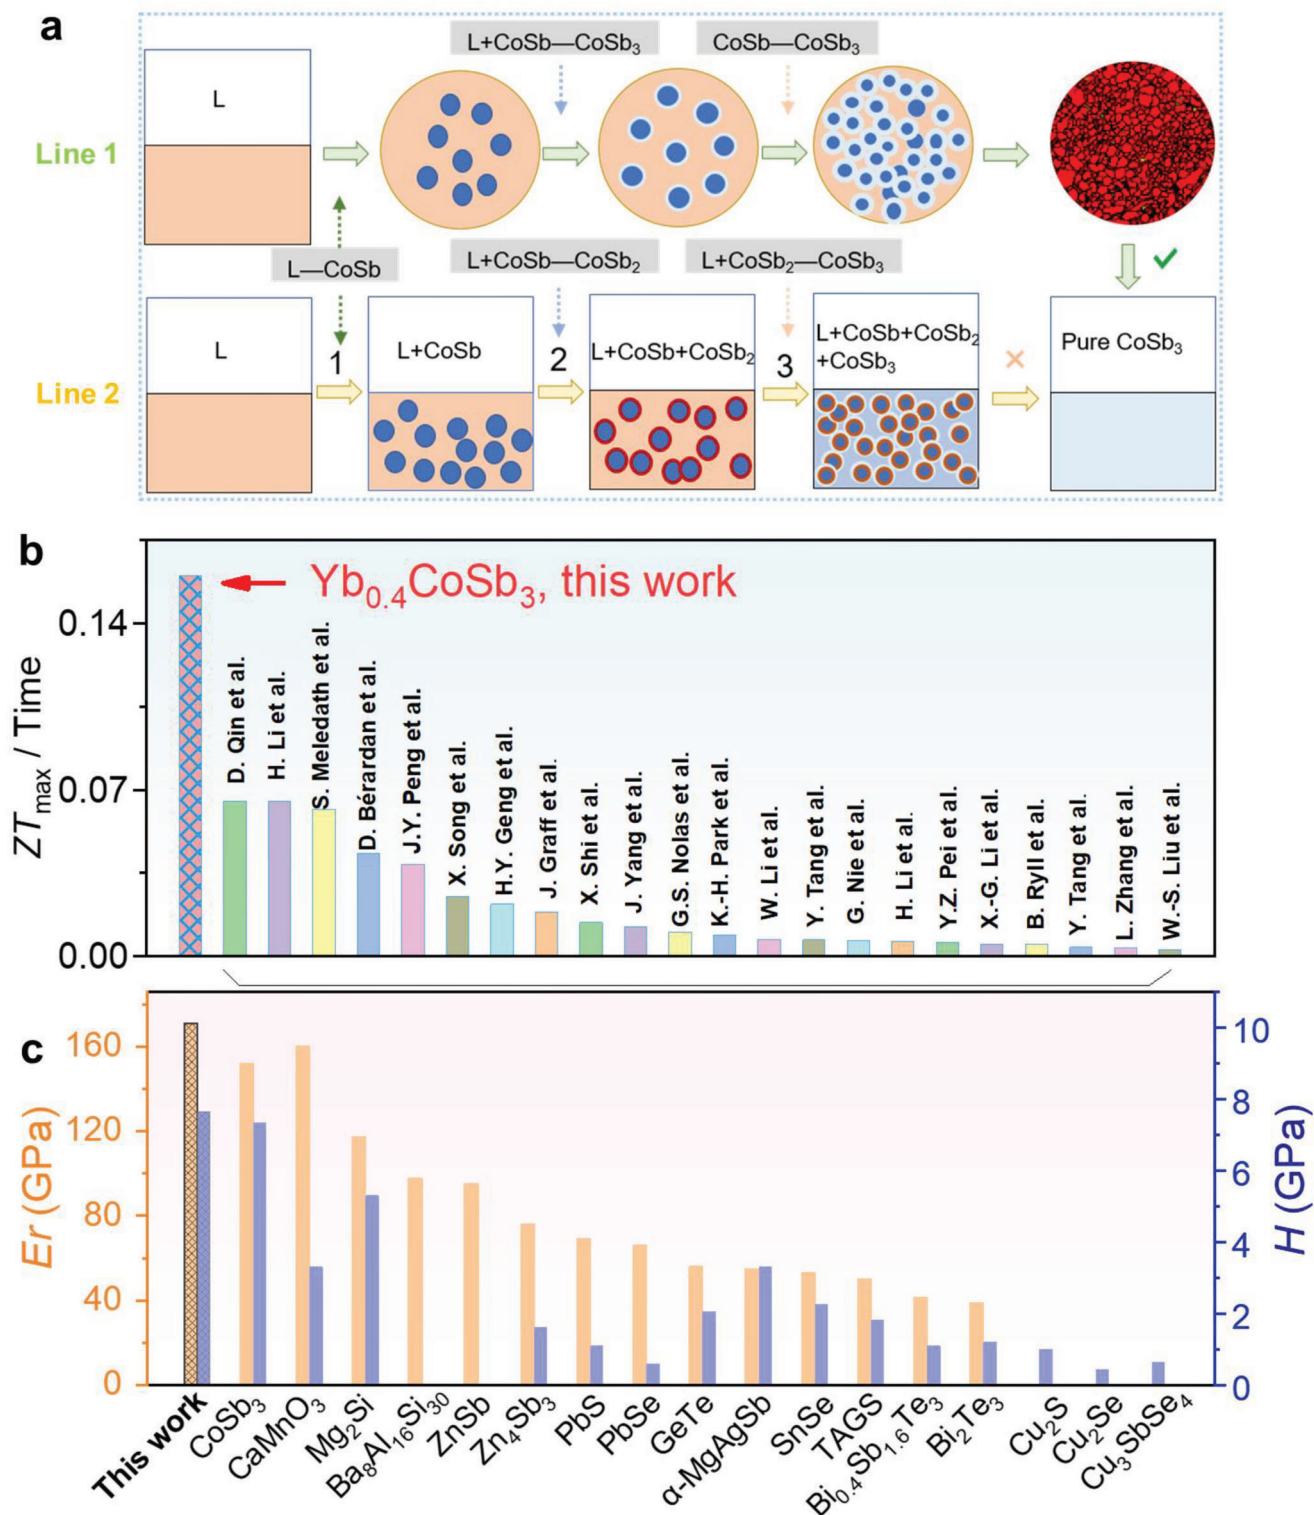 a
L+CoSb—CoSb₃
CoSb—CoSb₃
L
Line 1
L—CoSb
L+CoSb—CoSb₂
L+CoSb₂—CoSb₃
L
1
L+CoSb
2
L+CoSb+CoSb₂
3
L+CoSb+CoSb₂
+CoSb₃
Pure CoSb₃
Line 2
b
Yb₀.₄CoSb₃, this work
ZTmax / Time
0.14
0.07
0.00
D. Qin et al.
H. Li et al.
S. Meledath et al.
D. Bérardan et al.
J.Y. Peng et al.
X. Song et al.
H.Y. Geng et al.
J. Graff et al.
X. Shi et al.
J. Yang et al.
G.S. Nolas et al.
K.-H. Park et al.
W. Li et al.
Y. Tang et al.
G. Nie et al.
H. Li et al.
Y.Z. Pei et al.
X.-G. Li et al.
B. Ryll et al.
Y. Tang et al.
L. Zhang et al.
W.-S. Liu et al.
c
Er (GPa)
160
120
80
40
0
H (GPa)
10
8
6
4
2
0
This work
CoSb₃
CaMnO₃
Mg₂Si
Ba₈Al₁₆Si₃₀
ZnSb
Zn₄Sb₃
PbS
PbSe
GeTe
α-MgAgSb
SnSe
TAGS
Bi₀.₄Sb₁.₆Te₃
Bi₂Te₃
Cu₂S
Cu₂Se
Cu₃SbSe₄